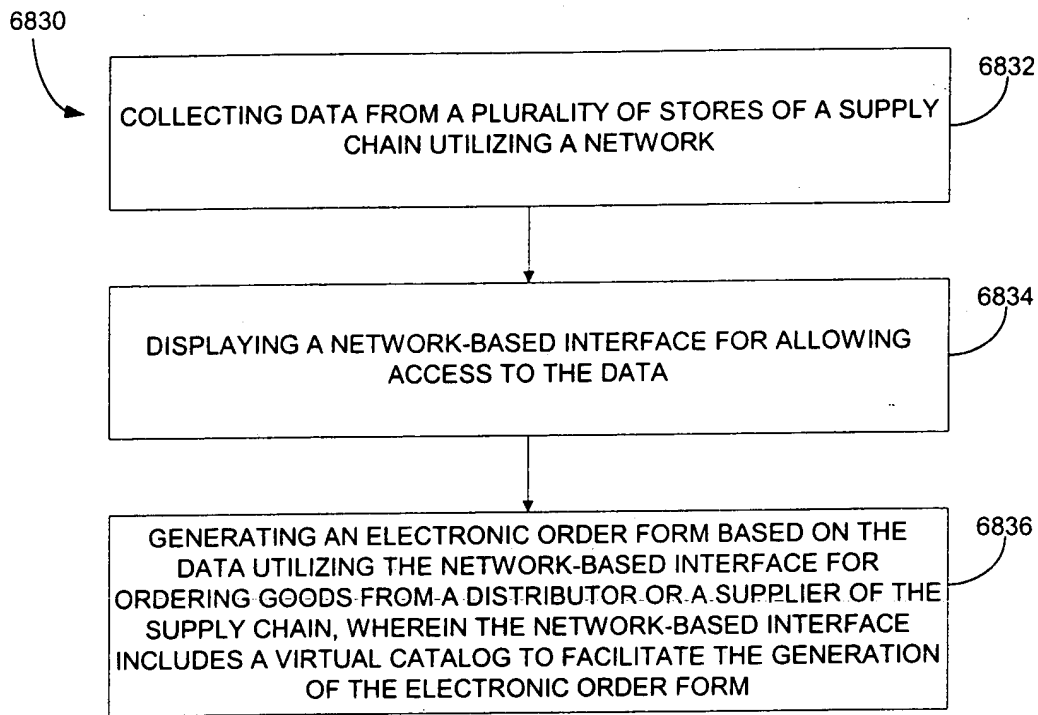 6830
6832
COLLECTING DATA FROM A PLURALITY OF STORES OF A SUPPLY
CHAIN UTILIZING A NETWORK
6834
DISPLAYING A NETWORK-BASED INTERFACE FOR ALLOWING
ACCESS TO THE DATA
6836
GENERATING AN ELECTRONIC ORDER FORM BASED ON THE
DATA UTILIZING THE NETWORK-BASED INTERFACE FOR
ORDERING GOODS FROM A DISTRIBUTOR OR A SUPPLIER OF THE
SUPPLY CHAIN, WHEREIN THE NETWORK-BASED INTERFACE
INCLUDES A VIRTUAL CATALOG TO FACILITATE THE GENERATION
OF THE ELECTRONIC ORDER FORM